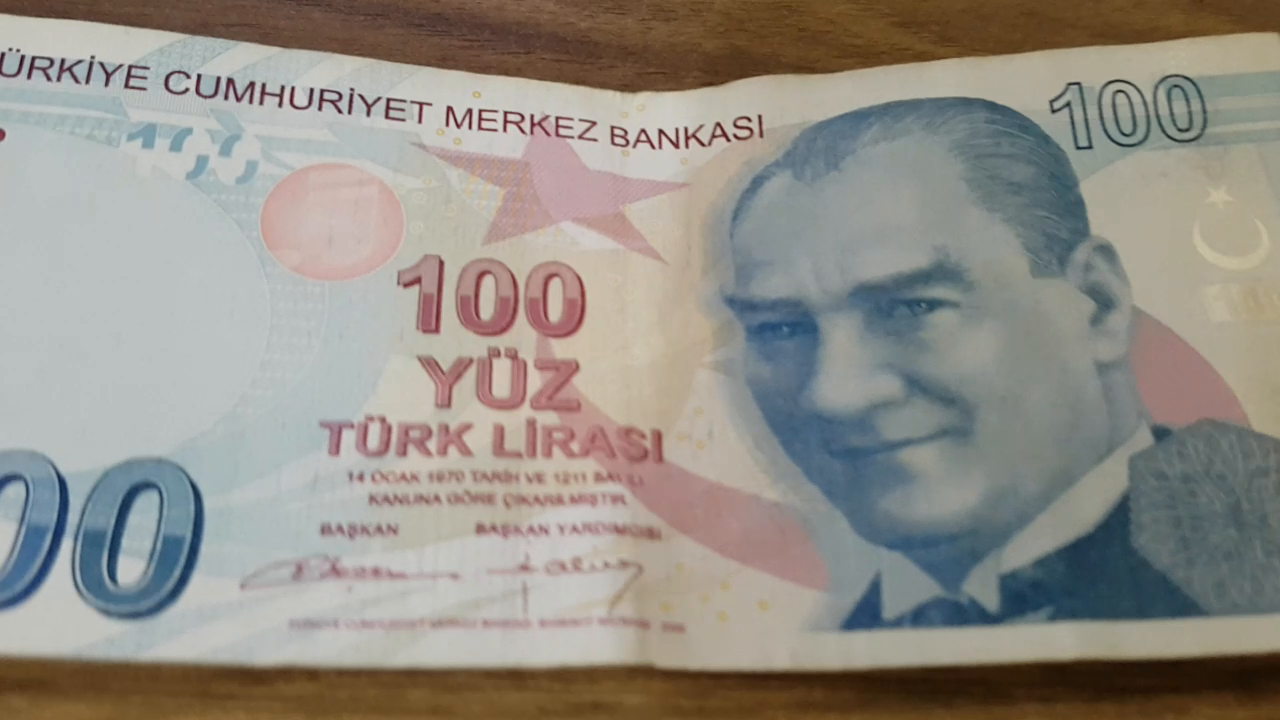 ÜRKİYE CUMHURİYET MERKEZ BANKASI
100
100
100
YÜZ
TÜRK LİRASI
14 OCAK 1970 TARİH VE 1211 SAYILI
KANUNA GÖRE ÇIKARILMIŞTIR.
BAŞKAN BAŞKAN YARDIMCISI
00